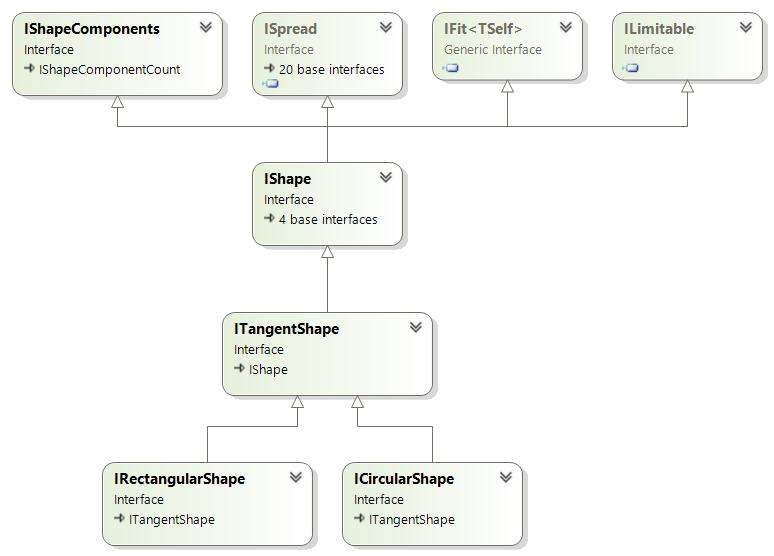 IShapeComponents
Interface
IShapeComponentCount
ISpread
Interface
20 base interfaces
IFit<TSelf>
Generic Interface
ILimitable
Interface
IShape
Interface
4 base interfaces
ITangentShape
Interface
IShape
IRectangularShape
Interface
ITangentShape
ICircularShape
Interface
ITangentShape